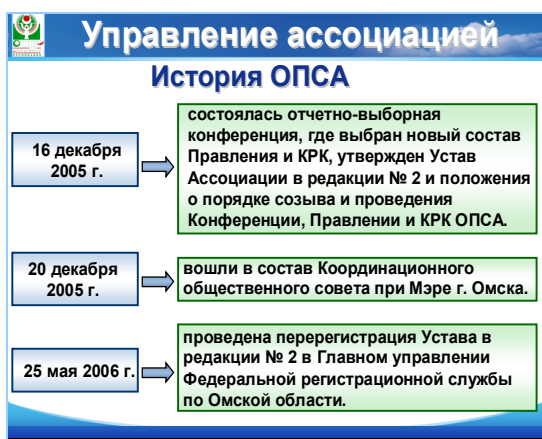 Управление ассоциацией
История ОПСА
16 декабря
2005 г.
состоялась отчетно-выборная
конференция, где выбран новый состав
Правления и КРК, утвержден Устав
Ассоциации в редакции № 2 и положения
о порядке созыва и проведения
Конференции, Правлении и КРК ОПСА.
20 декабря
2005 г.
вошли в состав Координационного
общественного совета при Мэре г. Омска.
25 мая 2006 г.
проведена перерегистрация Устава в
редакции № 2 в Главном управлении
Федеральной регистрационной службы
по Омской области.